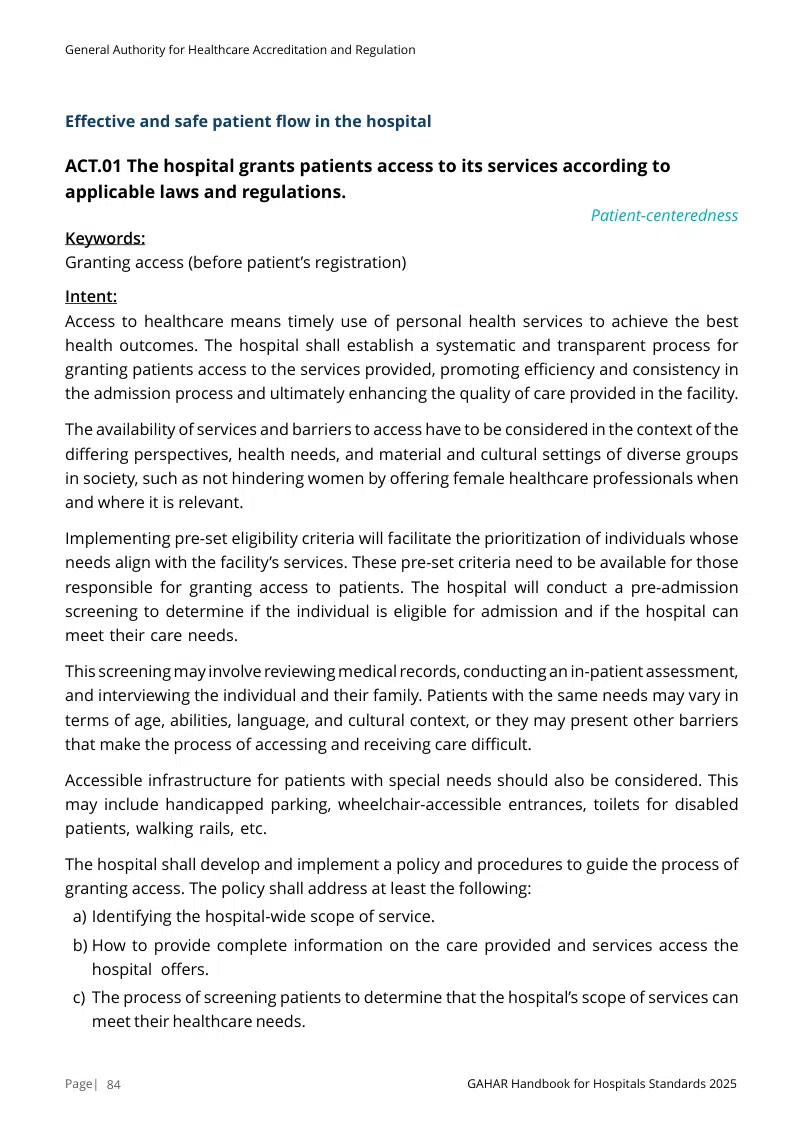 General Authority for Healthcare Accreditation and Regulation
Effective and safe patient flow in the hospital
ACT.01 The hospital grants patients access to its services according to
applicable laws and regulations.
Patient-centeredness
Keywords:
Granting access (before patient's registration)
Intent:
Access to healthcare means timely use of personal health services to achieve the best
health outcomes. The hospital shall establish a systematic and transparent process for
granting patients access to the services provided, promoting efficiency and consistency in
the admission process and ultimately enhancing the quality of care provided in the facility.
The availability of services and barriers to access have to be considered in the context of the
differing perspectives, health needs, and material and cultural settings of diverse groups
in society, such as not hindering women by offering female healthcare professionals when
and where it is relevant.
Implementing pre-set eligibility criteria will facilitate the prioritization of individuals whose
needs align with the facility's services. These pre-set criteria need to be available for those
responsible for granting access to patients. The hospital will conduct a pre-admission
screening to determine if the individual is eligible for admission and if the hospital can
meet their care needs.
This screening may involve reviewing medical records, conducting an in-patient assessment,
and interviewing the individual and their family. Patients with the same needs may vary in
terms of age, abilities, language, and cultural context, or they may present other barriers
that make the process of accessing and receiving care difficult.
Accessible infrastructure for patients with special needs should also be considered. This
may include handicapped parking, wheelchair-accessible entrances, toilets for disabled
patients, walking rails, etc.
The hospital shall develop and implement a policy and procedures to guide the process of
granting access. The policy shall address at least the following:
a) Identifying the hospital-wide scope of service.
b) How to provide complete information on the care provided and services access the
hospital offers.
c) The process of screening patients to determine that the hospital's scope of services can
meet their healthcare needs.
Page| 84
GAHAR Handbook for Hospitals Standards 2025